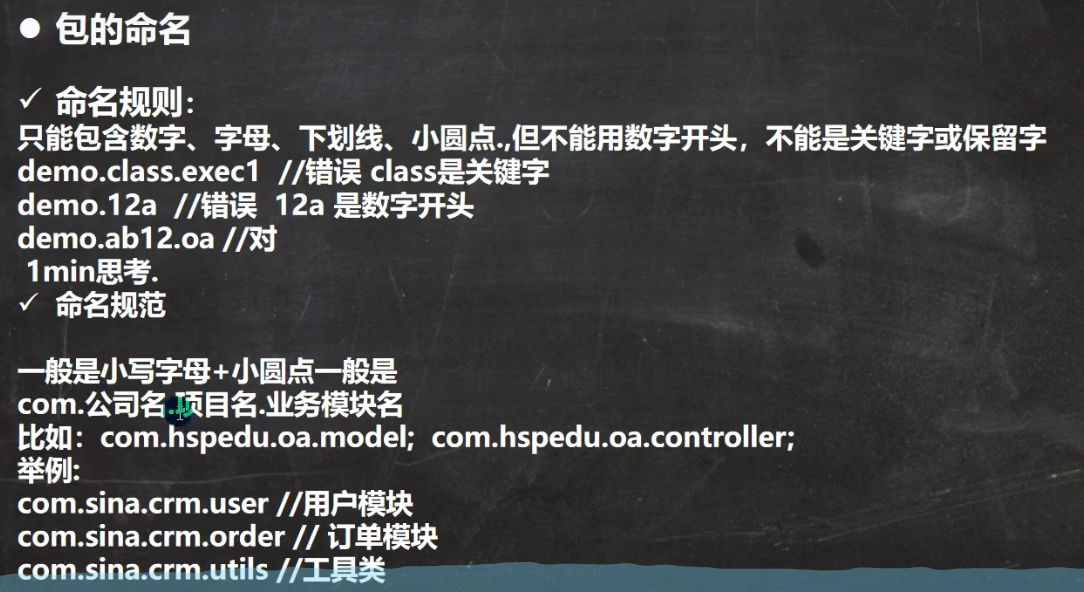 ● 包的命名
✓ 命名规则：
只能包含数字、字母、下划线、小圆点.,但不能用数字开头，不能是关键字或保留字
demo.class.exec1 //错误 class是关键字
demo.12a //错误 12a 是数字开头
demo.ab12.oa //对
1min思考.
✓ 命名规范
一般是小写字母+小圆点一般是
com.公司名.项目名.业务模块名
比如：com.hspedu.oa.model; com.hspedu.oa.controller;
举例:
com.sina.crm.user //用户模块
com.sina.crm.order // 订单模块
com.sina.crm.utils //工具类